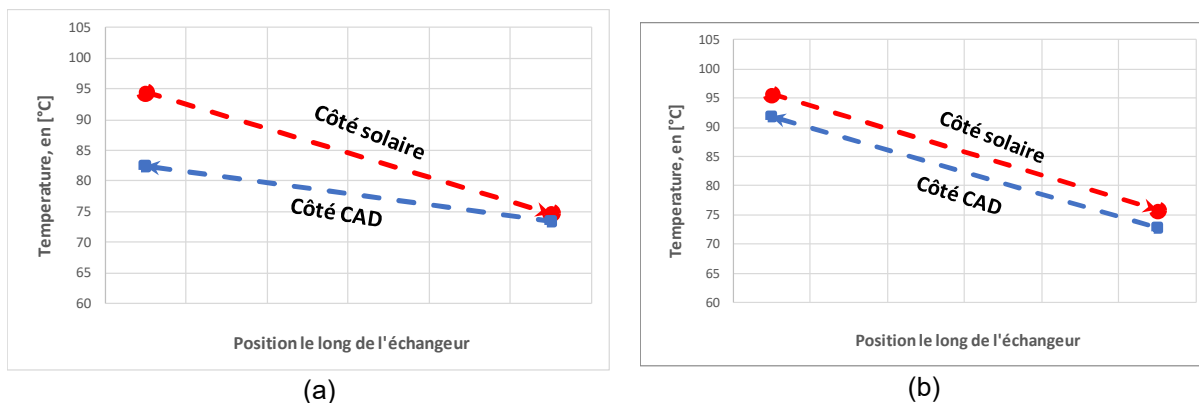 105
100
95
90
85
80
75
70
65
60
Temperature, en [°C]
Côté solaire
Côté CAD
Position le long de l'échangeur
(a)
105
100
95
90
85
80
75
70
65
60
Temperature, en [°C]
Côté solaire
Côté CAD
Position le long de l'échangeur
(b)